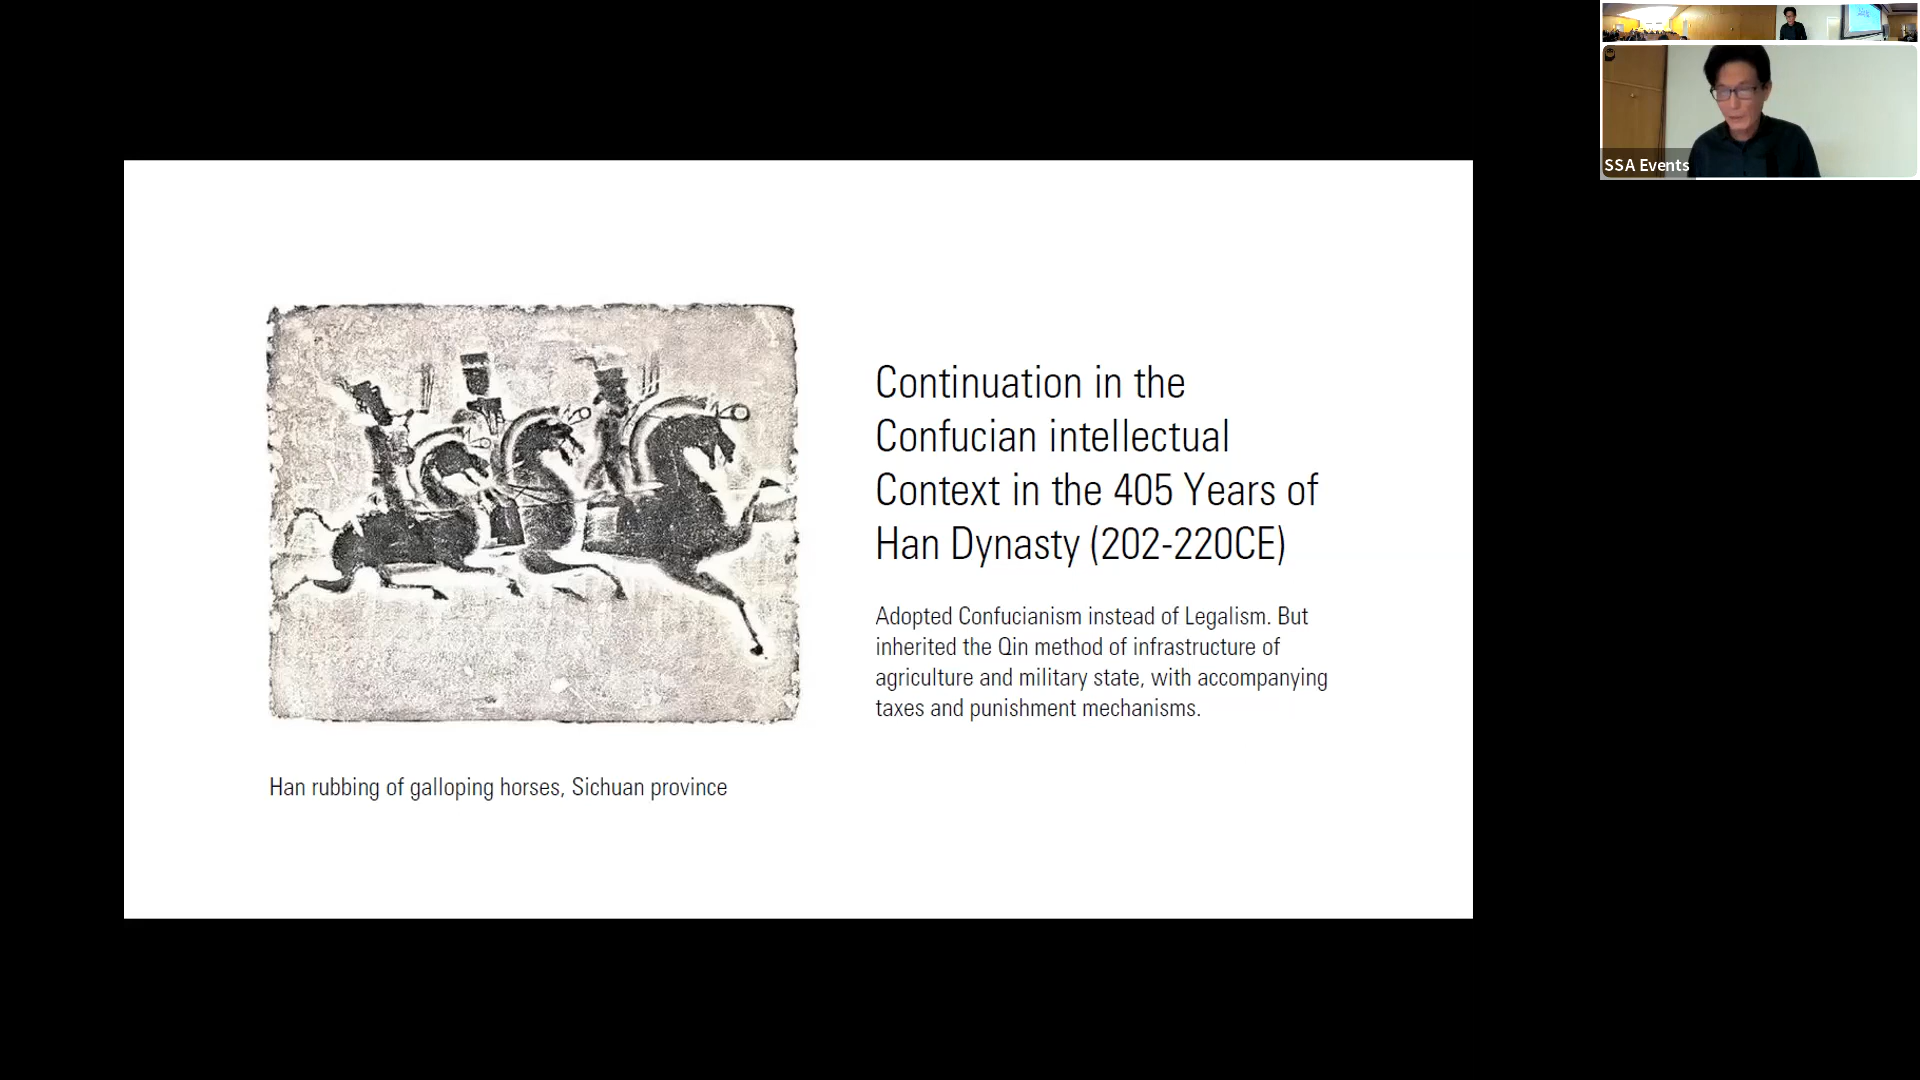 SSA Events
Continuation in the
Confucian intellectual
Context in the 405 Years of
Han Dynasty (202-220CE)
Adopted Confucianism instead of Legalism. But
inherited the Qin method of infrastructure of
agriculture and military state, with accompanying
taxes and punishment mechanisms.
Han rubbing of galloping horses, Sichuan province